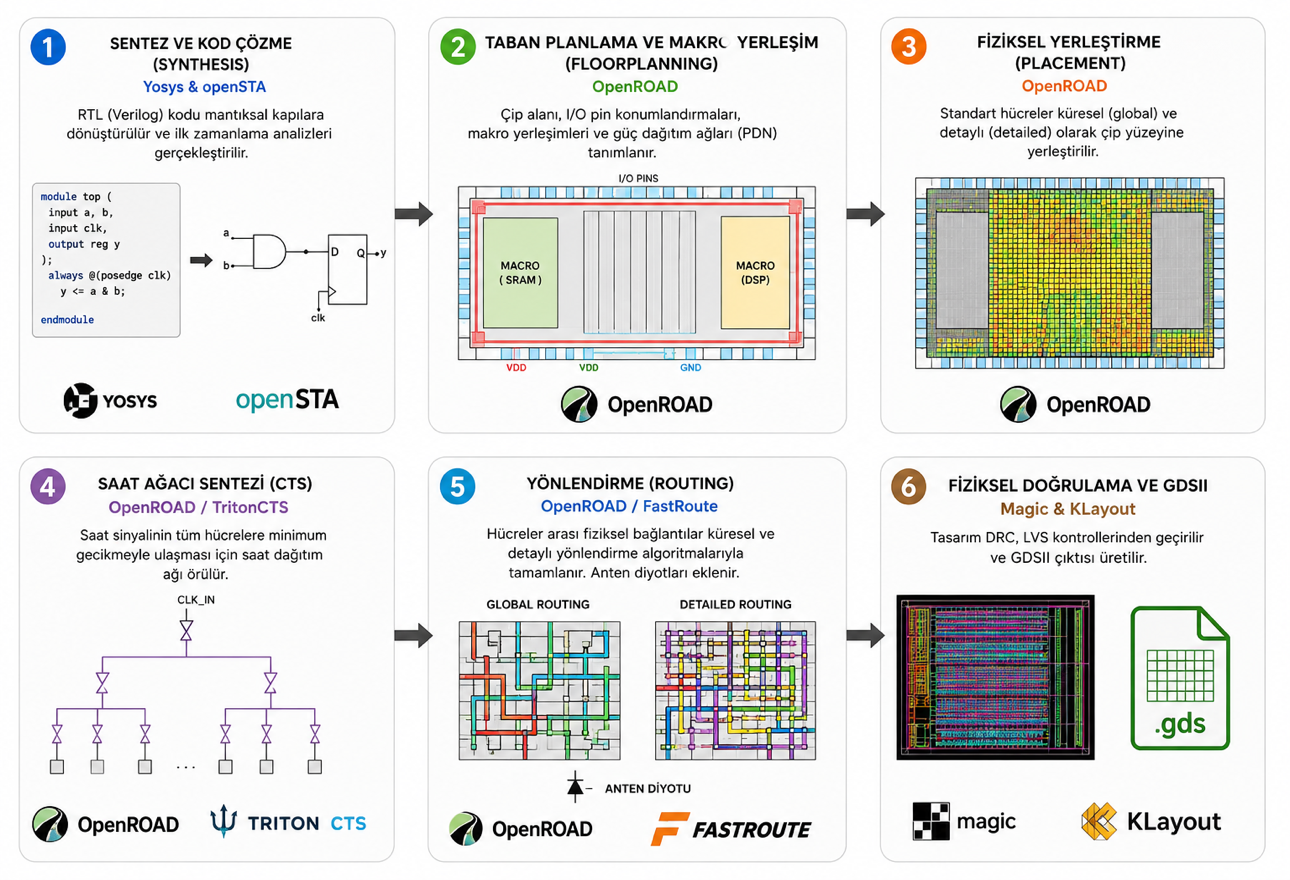 1
SENTEZ VE KOD ÇÖZME
(SYNTHESIS)
Yosys & openSTA
RTL (Verilog) kodu mantıksal kapılara
dönüştürülür ve ilk zamanlama analizleri
gerçekleştirilir.
module top (
input a, b,
input clk,
output reg y
);
always @(posedge clk)
y <= a & b;
endmodule
a
b
D
Q
y
clk
YOSYS
openSTA
2
TABAN PLANLAMA VE MAKRO YERLEŞİM
(FLOORPLANNING)
OpenROAD
Çip alanı, I/O pin konumlandırmaları,
makro yerleşimleri ve güç dağıtım ağları (PDN)
tanımlanır.
I/O PINS
MACRO
( SRAM )
MACRO
(DSP)
VDD
VDD
GND
OpenROAD
3
FİZİKSEL YERLEŞTİRME
(PLACEMENT)
OpenROAD
Standart hücreler küresel (global) ve
detaylı (detailed) olarak çip yüzeyine
yerleştirilir.
OpenROAD
4
SAAT AĞACI SENTEZİ (CTS)
OpenROAD / TritonCTS
Saat sinyalinin tüm hücrelere minimum
gecikmeyle ulaşması için saat dağıtım
ağı örülür.
CLK_IN
...
OpenROAD
TRITON CTS
5
YÖNLENDİRME (ROUTING)
OpenROAD / FastRoute
Hücreler arası fiziksel bağlantılar küresel ve
detaylı yönlendirme algoritmalarıyla
tamamlanır. Anten diyotları eklenir.
GLOBAL ROUTING
DETAILED ROUTING
ANTEN DİYOTU
OpenROAD
FASTROUTE
6
FİZİKSEL DOĞRULAMA VE GDSII
Magic & KLayout
Tasarım DRC, LVS kontrollerinden geçirilir
ve GDSII çıktısı üretilir.
.gds
magic
KLayout